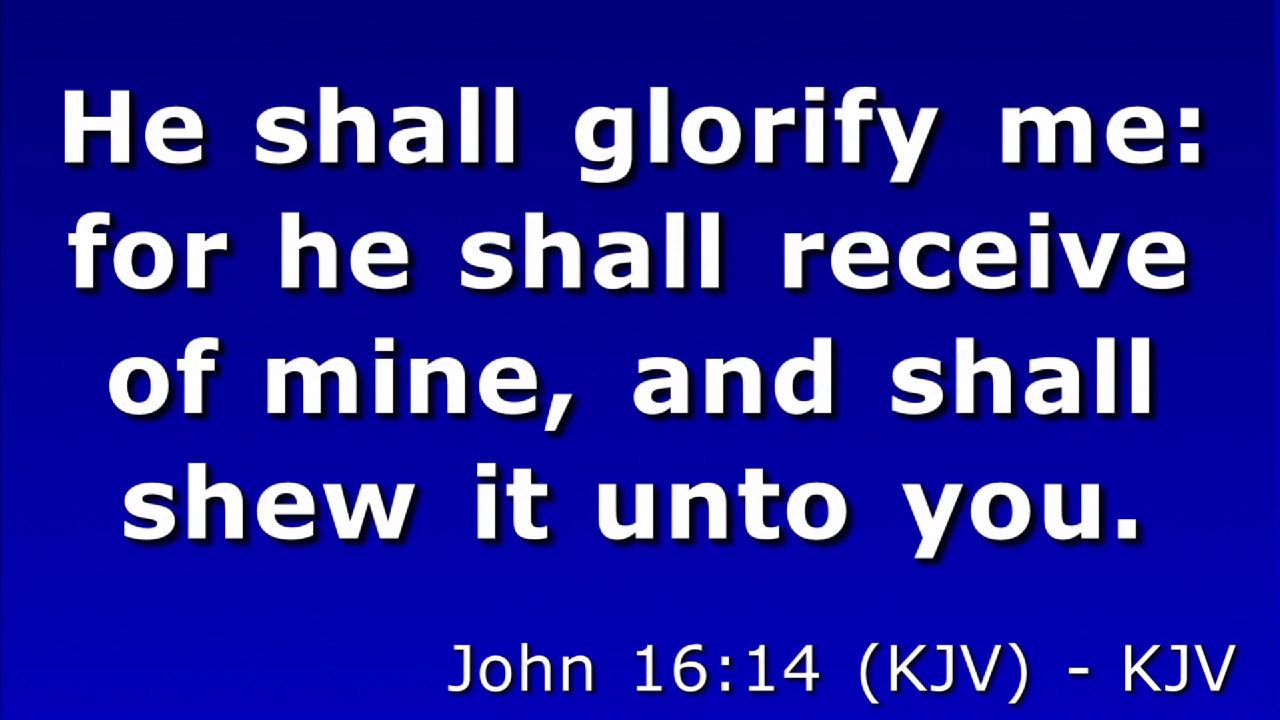 He shall glorify me:
for he shall receive
of mine, and shall
shew it unto you.
John 16:14 (KJV) - KJV